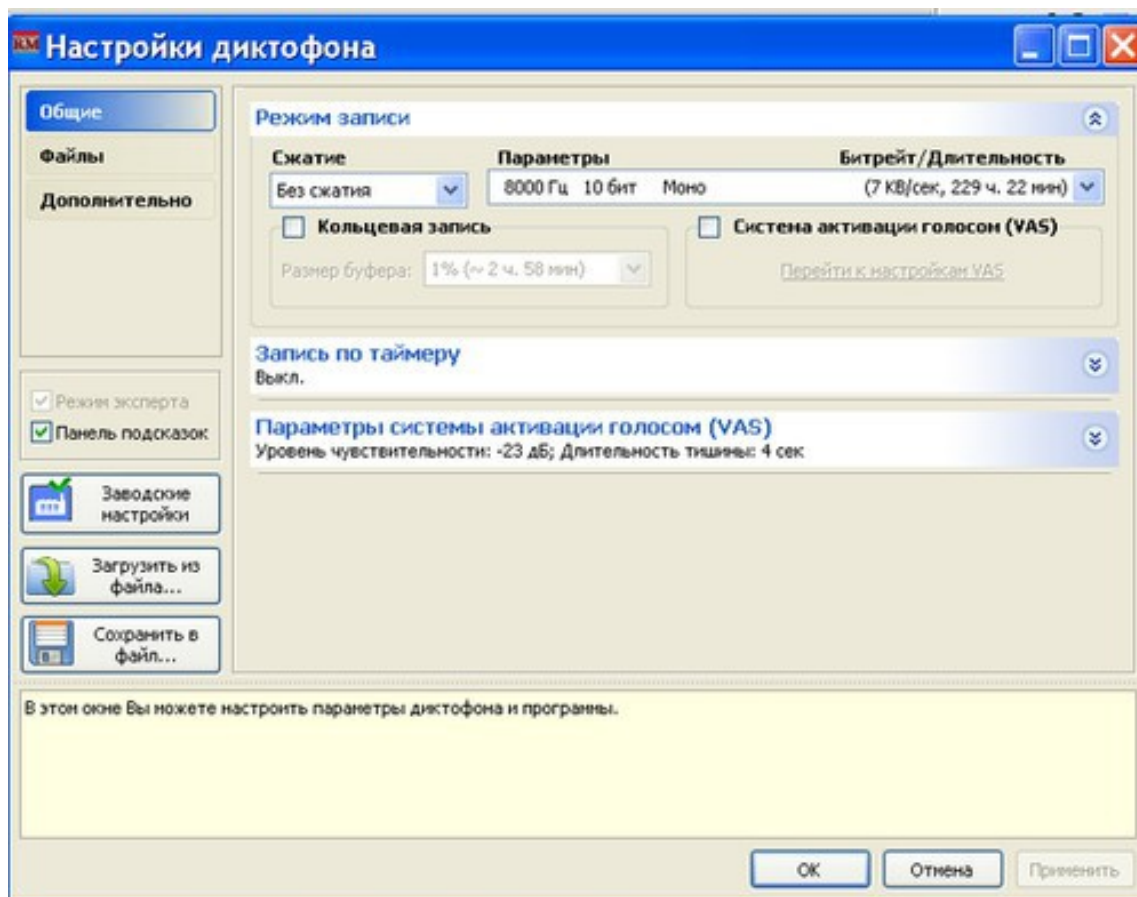 RM Настройки диктофона
Общие
Файлы
Дополнительно
Режим эксперта
Панель подсказок
Заводские
настройки
Загрузить из
файла...
Сохранить в
файл...
Режим записи
Сжатие Параметры Битрейт/Длительность
Без сжатия 8000 Гц 10 бит Моно (7 KB/сек, 229 ч. 22 мин)
Кольцевая запись Система активации голосом (VAS)
Размер буфера: 1% (~ 2 ч. 58 мин) Перейти к настройкам VAS
Запись по таймеру
Выкл.
Параметры системы активации голосом (VAS)
Уровень чувствительности: -23 дБ; Длительность тишины: 4 сек
В этом окне Вы можете настроить параметры диктофона и программы.
OK Отмена Применить